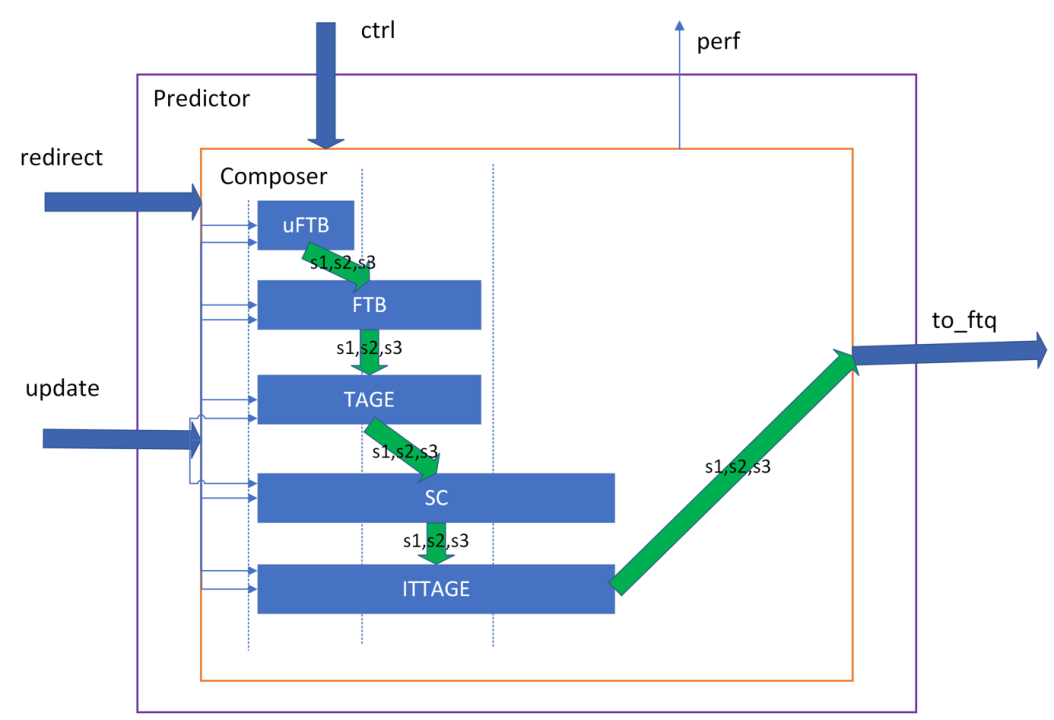 ctrl
perf
Predictor
redirect
Composer
uFTB
s1,s2,s3
FTB
to_ftq
s1,s2,s3
update
TAGE
s1,s2,s3
s1,s2,s3
SC
s1,s2,s3
ITTAGE